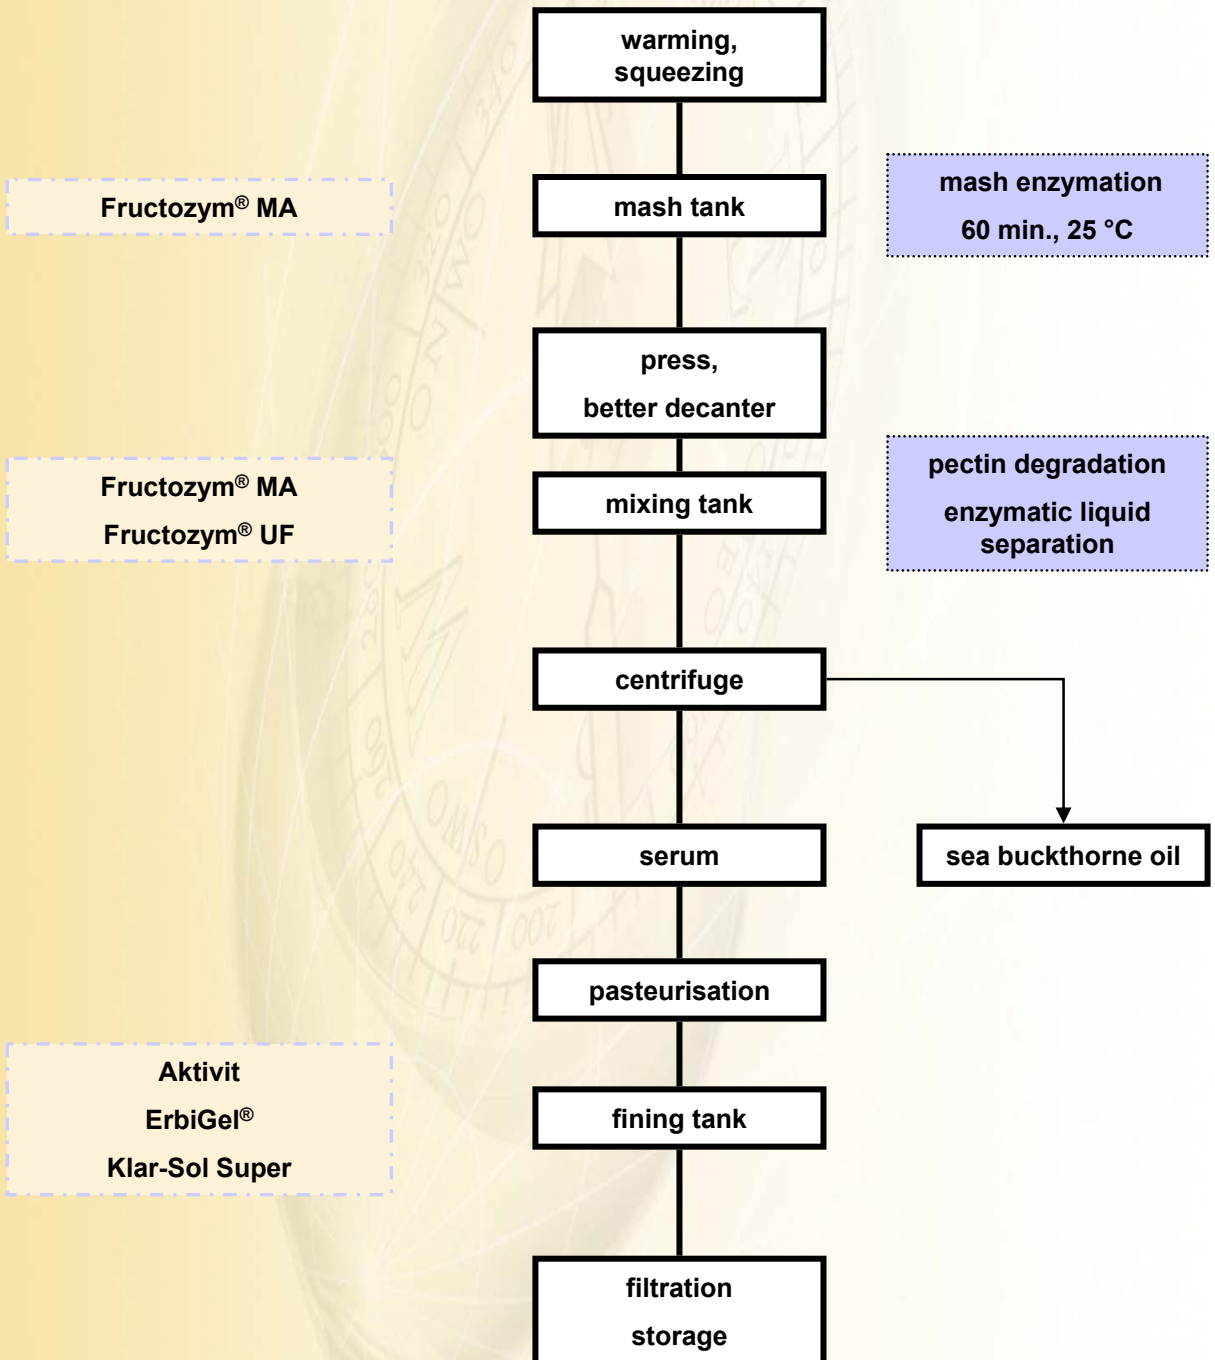 warming,
squeezing
Fructozym® MA
mash tank
mash enzymation
60 min., 25 °C
press,
better decanter
Fructozym® MA
Fructozym® UF
mixing tank
pectin degradation
enzymatic liquid
separation
centrifuge
serum
sea buckthorne oil
pasteurisation
Aktivit
ErbiGel®
Klar-Sol Super
fining tank
filtration
storage